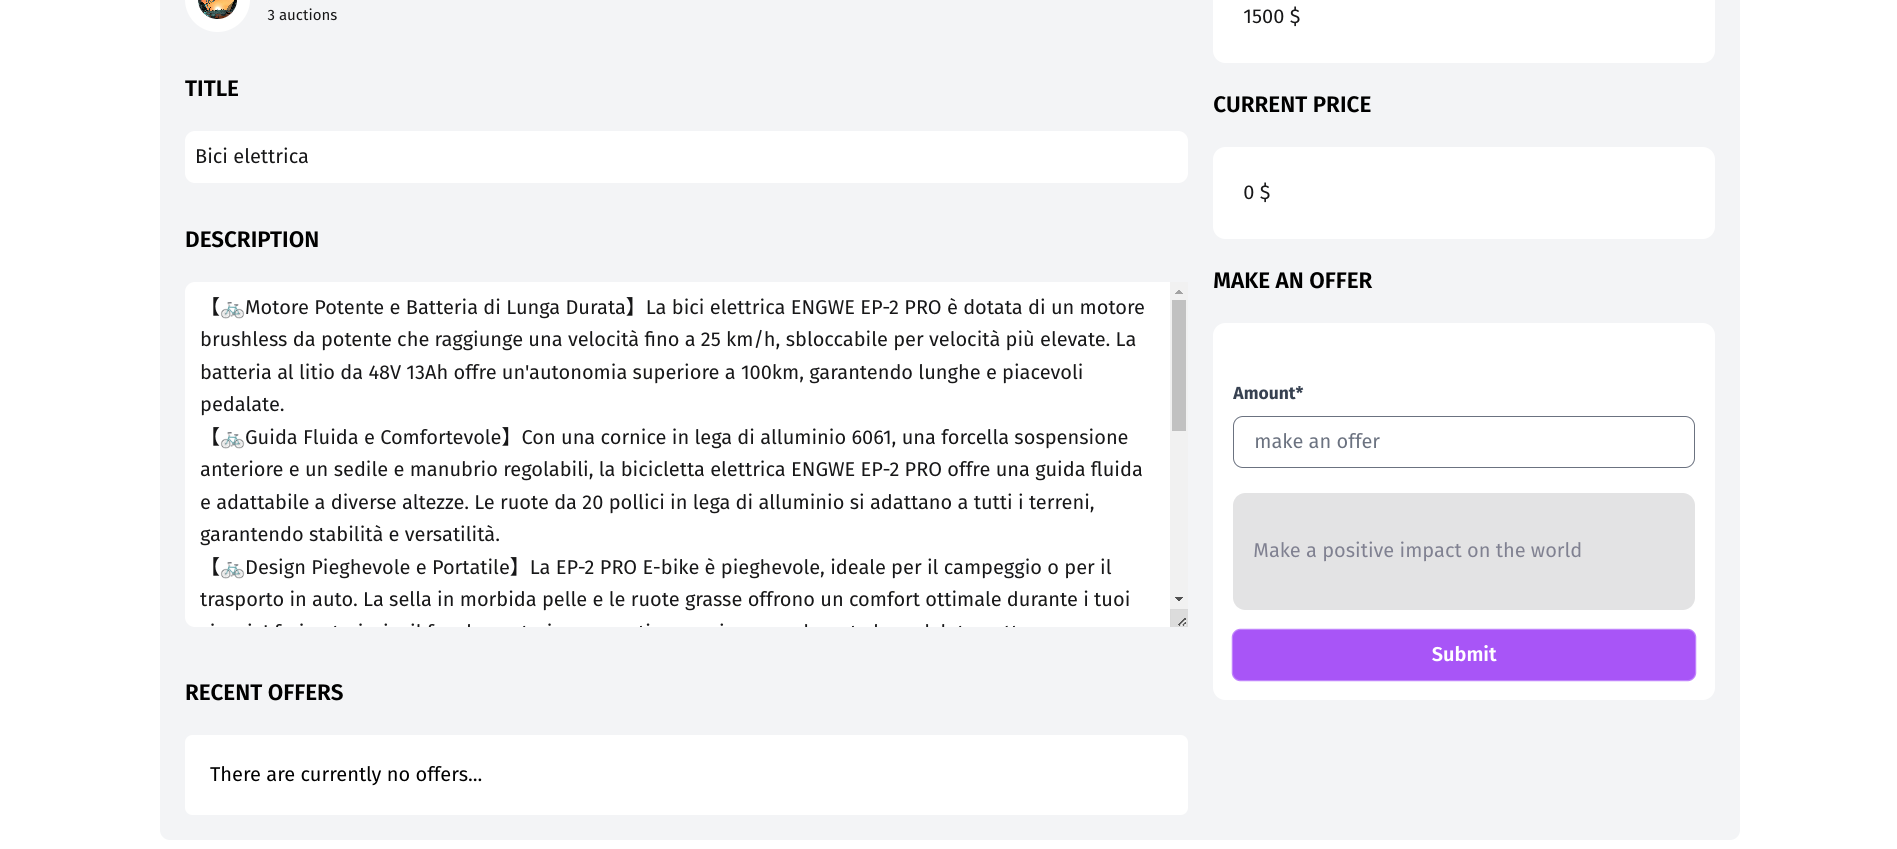 3 auctions
TITLE
Bici elettrica
DESCRIPTION
【🚲Motore Potente e Batteria di Lunga Durata】La bici elettrica ENGWE EP-2 PRO è dotata di un motore
brushless da potente che raggiunge una velocità fino a 25 km/h, sbloccabile per velocità più elevate. La
batteria al litio da 48V 13Ah offre un'autonomia superiore a 100km, garantendo lunghe e piacevoli
pedalate.
【🚲Guida Fluida e Comfortevole】Con una cornice in lega di alluminio 6061, una forcella sospensione
anteriore e un sedile e manubrio regolabili, la bicicletta elettrica ENGWE EP-2 PRO offre una guida fluida
e adattabile a diverse altezze. Le ruote da 20 pollici in lega di alluminio si adattano a tutti i terreni,
garantendo stabilità e versatilità.
【🚲Design Pieghevole e Portatile】La EP-2 PRO E-bike è pieghevole, ideale per il campeggio o per il
trasporto in auto. La sella in morbida pelle e le ruote grasse offrono un comfort ottimale durante i tuoi
RECENT OFFERS
There are currently no offers...
1500 $
CURRENT PRICE
0 $
MAKE AN OFFER
Amount*
make an offer
Make a positive impact on the world
Submit